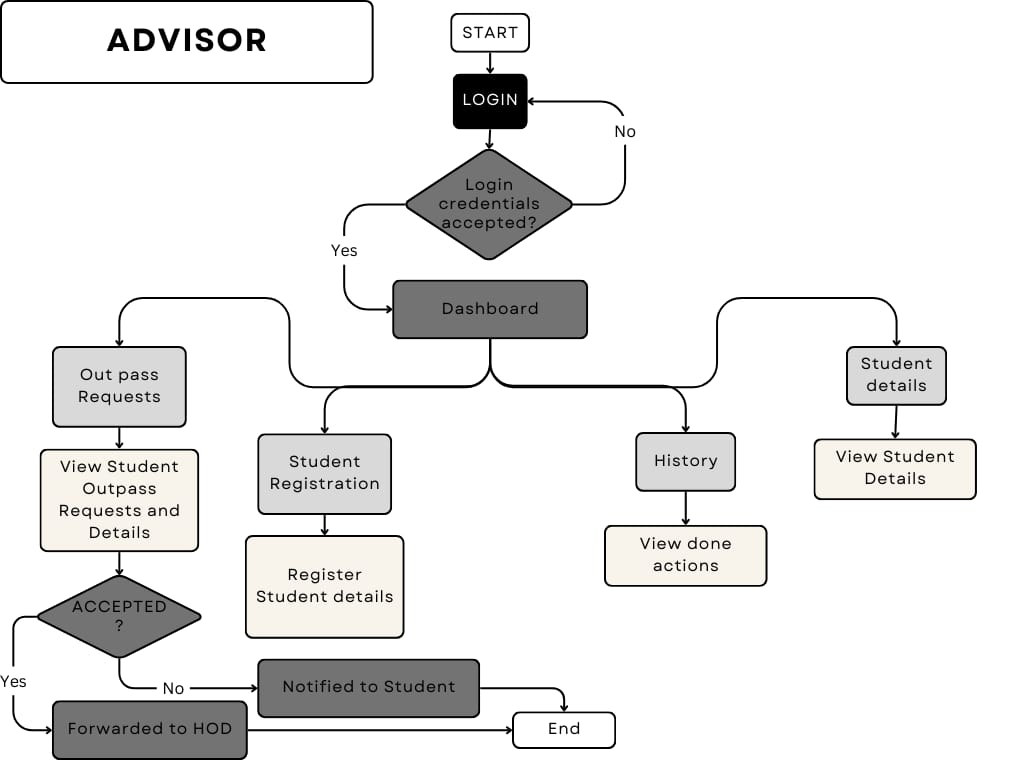 ADVISOR
START
LOGIN
No
Login
credentials
accepted?
Yes
Dashboard
Out pass
Requests
Student
details
Student
Registration
History
View Student
Outpass
Requests and
Details
View Student
Details
View done
actions
Register
Student details
ACCEPTED
?
Yes
No
Notified to Student
Forwarded to HOD
End